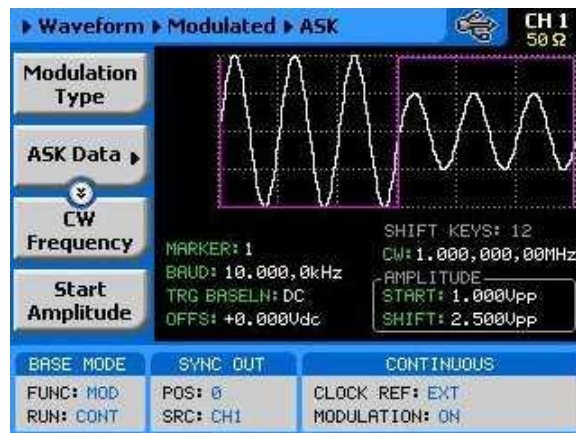 Waveform Modulated ASK
CH 1
50 Ω
Modulation
Type
ASK Data
CW
Frequency
Start
Amplitude
SHIFT KEYS: 12
MARKER: 1
CW: 1.000,000,00MHz
BAUD: 10.000,0kHz
AMPLITUDE
TRG BASELN: DC
START: 1.000Vpp
OFFS: +0.000Vdc
SHIFT: 2.500Vpp
BASE MODE
SYNC OUT
CONTINUOUS
FUNC: MOD
POS: 0
CLOCK REF: EXT
RUN: CONT
SRC: CH1
MODULATION: ON